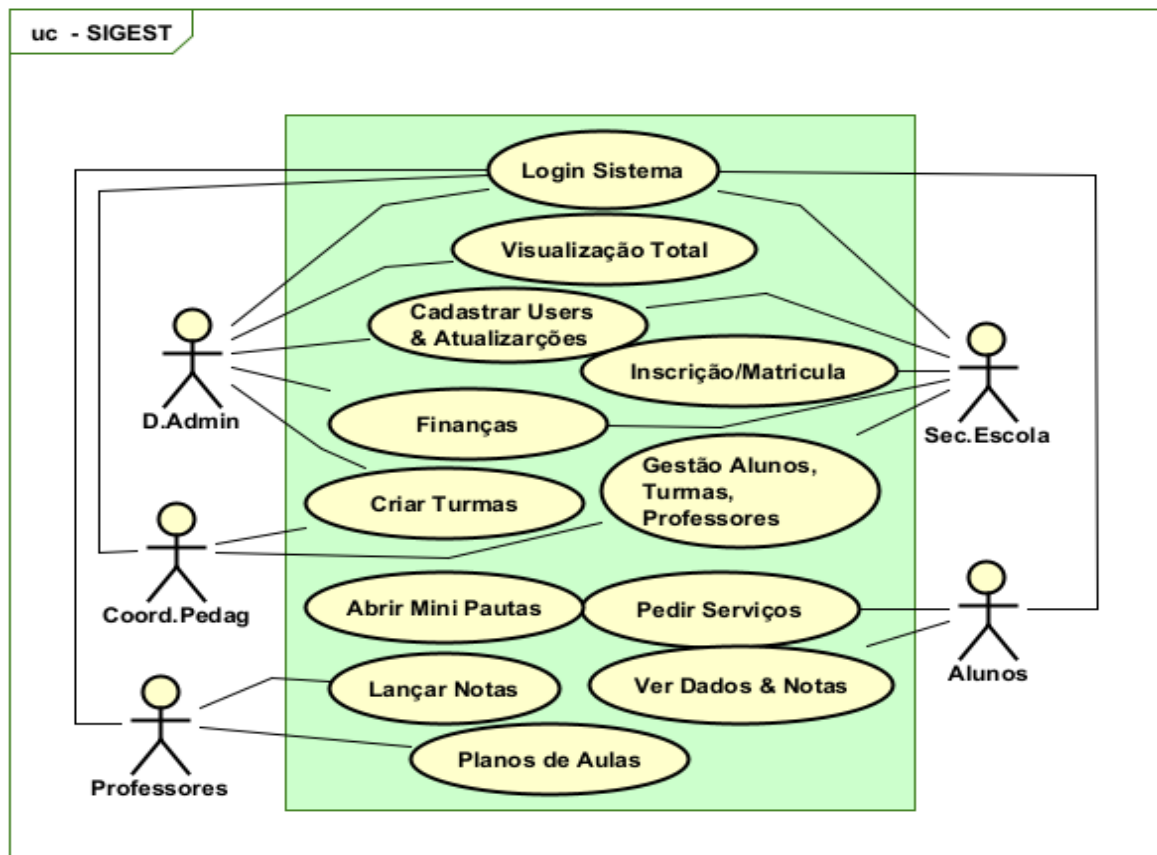 uc - SIGEST
Login Sistema
Visualização Total
Cadastrar Users
& Atualizarções
Inscrição/Matricula
D.Admin
Finanças
Sec.Escola
Gestão Alunos,
Turmas,
Professores
Criar Turmas
Coord.Pedag
Abrir Mini Pautas
Pedir Serviços
Alunos
Lançar Notas
Ver Dados & Notas
Planos de Aulas
Professores